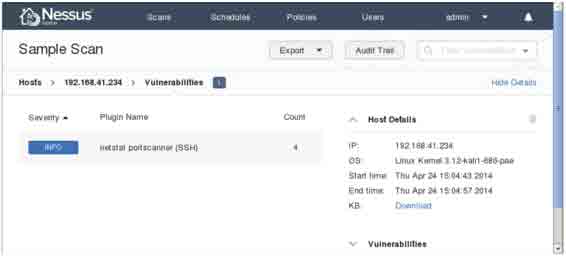 Nessus
home
Scans
Schedules
Policies
Users
admin
Sample Scan
Export
Audit Trail
Filter Vulnerabilities
Hosts > 192.168.41.234 > Vulnerabilities 1
Hide Details
Severity
Plugin Name
Count
INFO
netstat portscanner (SSH)
4
Host Details
IP: 192.168.41.234
OS: Linux Kernel 3.12-kali1-686-pae
Start time: Thu Apr 24 15:04:43 2014
End time: Thu Apr 24 15:04:57 2014
KB: Download
Vulnerabilities